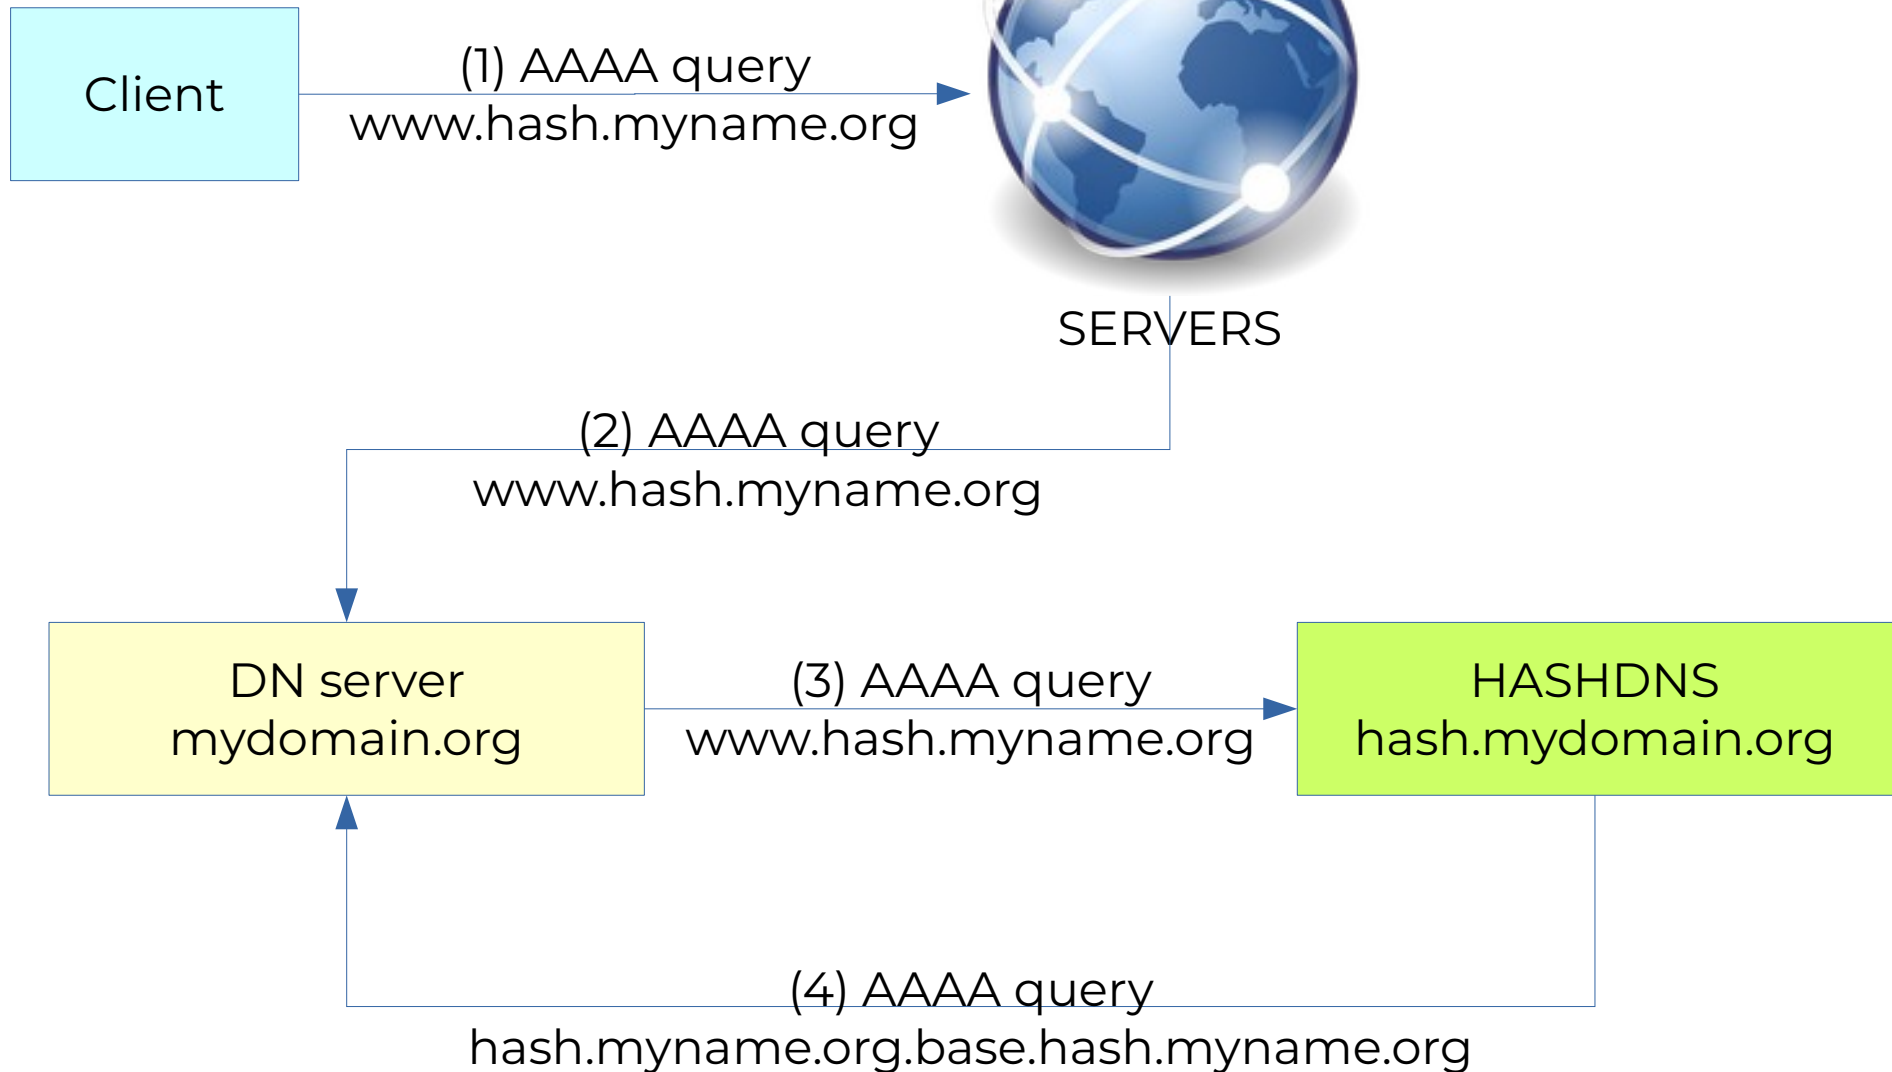 Client
(1) AAAA query
www.hash.myname.org
SERVERS
(2) AAAA query
www.hash.myname.org
DN server
mydomain.org
(3) AAAA query
www.hash.myname.org
HASHDNS
hash.mydomain.org
(4) AAAA query
hash.myname.org.base.hash.myname.org